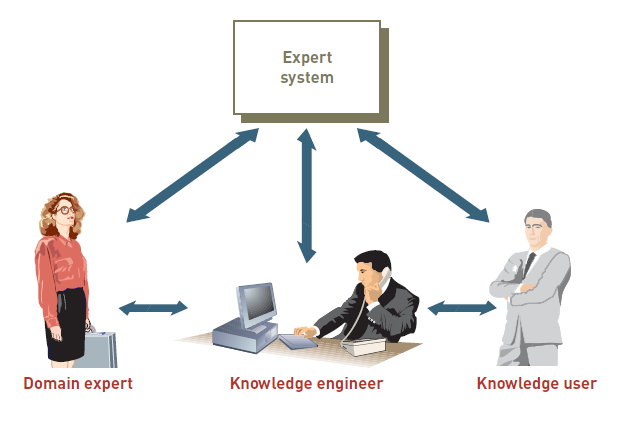 Expert
system
Domain expert
Knowledge engineer
Knowledge user